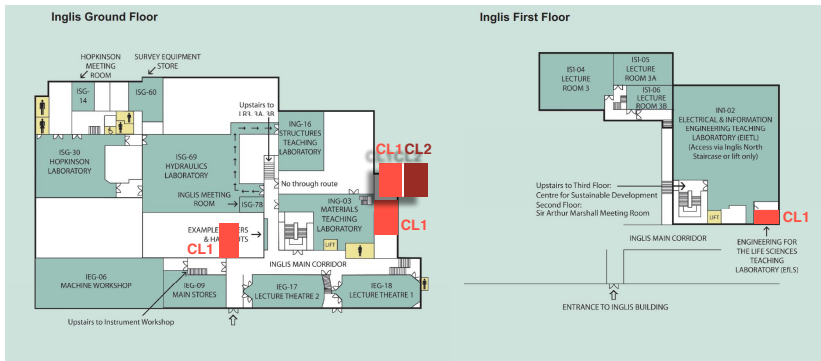 Inglis Ground Floor
HOPKINSON
MEETING
ROOM
SURVEY EQUIPMENT
STORE
ISG-
14
ISG-60
Upstairs to
ING-16
STRUCTURES
TEACHING
LABORATORY
CL1
CL2
ISG-30
HOPKINSON
LABORATORY
ISG-69
HYDRAULICS
LABORATORY
No through route
INGLIS MEETING
ROOM
ISG-78
ING-03
MATERIALS
TEACHING
LABORATORY
CL1
CL1
LIFT
INGLIS MAIN CORRIDOR
IEG-06
MACHINE WORKSHOP
IEG-09
MAIN STORES
IEG-17
LECTURE THEATRE 2
IEG-18
LECTURE THEATRE 1
Upstairs to Instrument Workshop
Inglis First Floor
ISI-04
LECTURE
ROOM 3
ISI-05
LECTURE
ROOM 3A
ISI-06
LECTURE
ROOM 3B
INI-02
ELECTRICAL & INFORMATION
ENGINEERING TEACHING
LABORATORY (EIETL)
(Access via Inglis North
Staircase or lift only)
Upstairs to Third Floor:
Centre for Sustainable Development
Second Floor:
Sir Arthur Marshall Meeting Room
LIFT
CL1
INGLIS MAIN CORRIDOR
ENGINEERING FOR
THE LIFE SCIENCES
TEACHING
LABORATORY (EfLS)
ENTRANCE TO INGLIS BUILDING